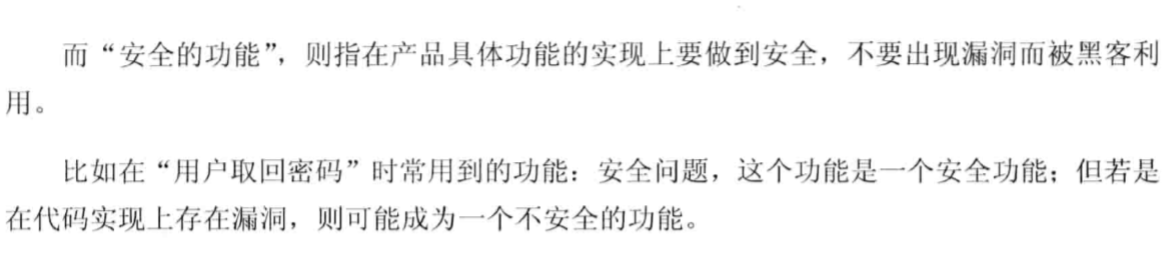 而“安全的功能”，则指在产品具体功能的实现上要做到安全，不要出现漏洞而被黑客利
用。
比如在“用户取回密码”时常用到的功能：安全问题，这个功能是一个安全功能；但若是
在代码实现上存在漏洞，则可能成为一个不安全的功能。